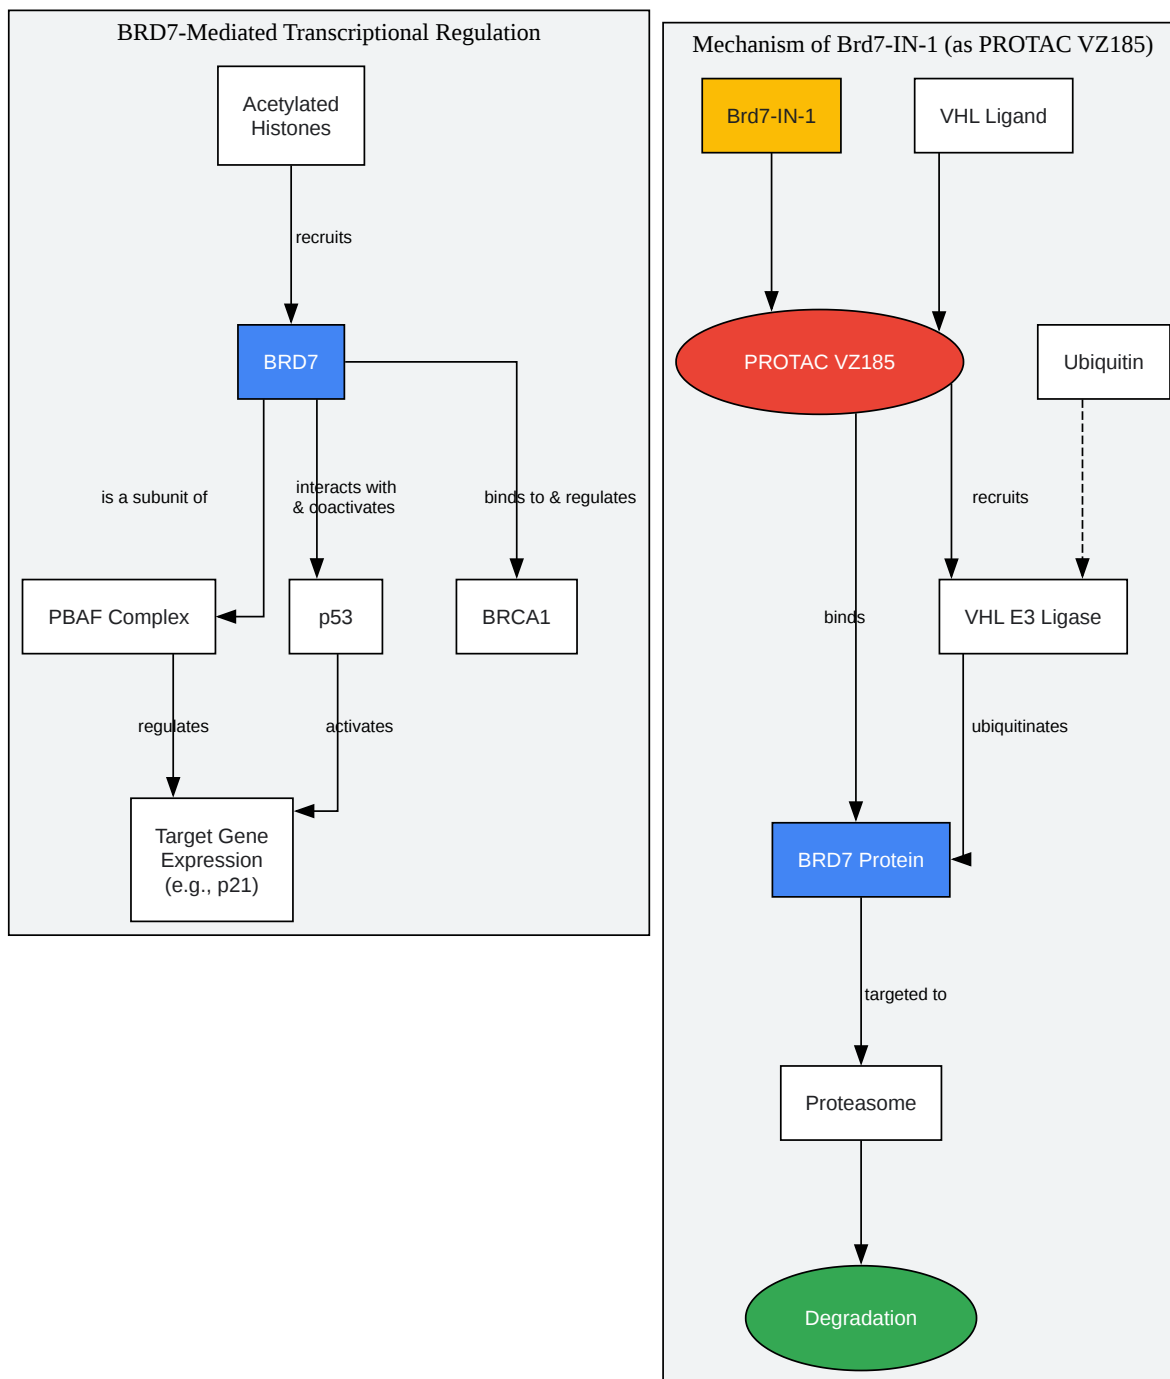 BRD7-Mediated Transcriptional Regulation
Acetylated
Histones
recruits
BRD7
is a subunit of
interacts with
& coactivates
binds to & regulates
PBAF Complex
p53
BRCA1
regulates
activates
Target Gene
Expression
(e.g., p21)
Mechanism of Brd7-IN-1 (as PROTAC VZ185)
Brd7-IN-1
VHL Ligand
PROTAC VZ185
Ubiquitin
recruits
binds
VHL E3 Ligase
ubiquitinates
BRD7 Protein
targeted to
Proteasome
Degradation